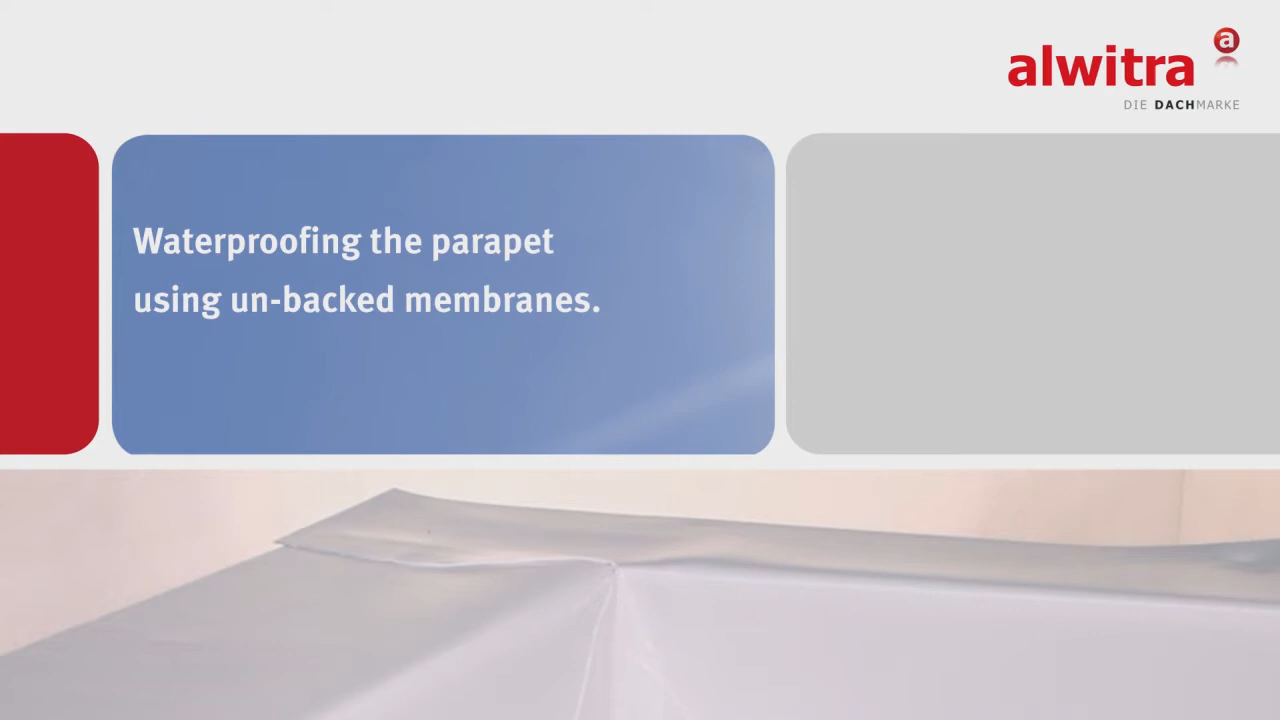 alwitra
a
DIE DACHMARKE
Waterproofing the parapet
using un-backed membranes.